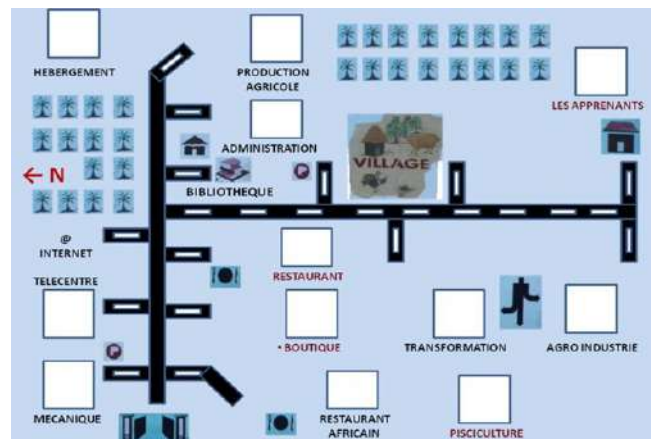 HEBERGEMENT
PRODUCTION
AGRICOLE
LES APPRENANTS
ADMINISTRATION
VILLAGE
← N
BIBLIOTHEQUE
@
INTERNET
TELECENTRE
RESTAURANT
• BOUTIQUE
TRANSFORMATION
AGRO INDUSTRIE
MECANIQUE
RESTAURANT
AFRICAIN
PISCICULTURE